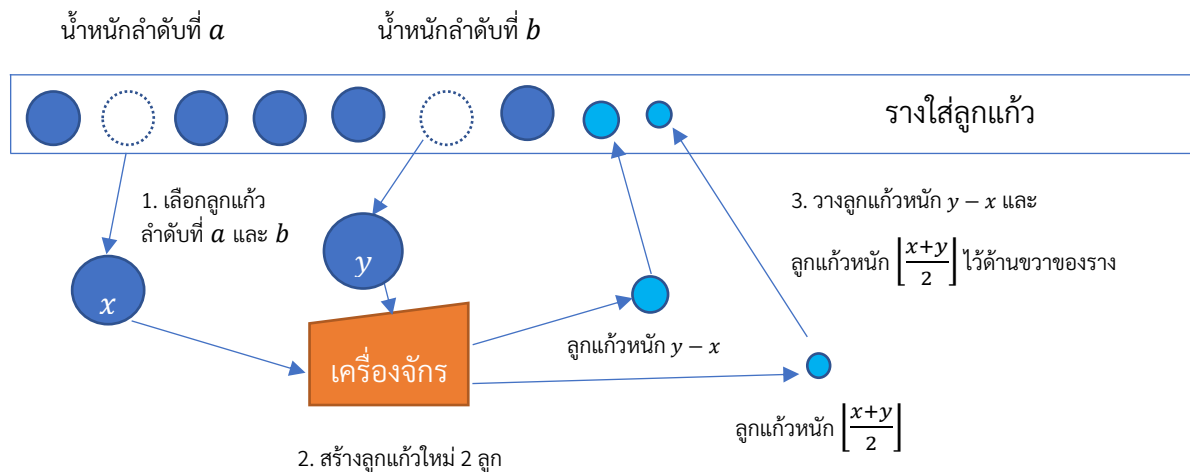 น้ำหนักลำดับที่ a
น้ำหนักลำดับที่ b
รางใส่ลูกแก้ว
1. เลือกลูกแก้ว
ลำดับที่ a และ b
3. วางลูกแก้วหนัก y − x และ
ลูกแก้วหนัก ⌊(x+y)/2⌋ ไว้ด้านขวาของราง
x
y
เครื่องจักร
ลูกแก้วหนัก y − x
ลูกแก้วหนัก ⌊(x+y)/2⌋
2. สร้างลูกแก้วใหม่ 2 ลูก